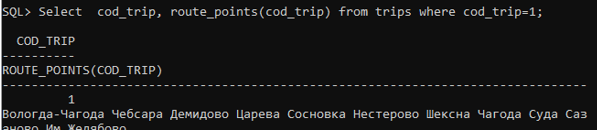 SQL> Select  cod_trip, route_points(cod_trip) from trips where cod_trip=1;
  COD_TRIP
----------
ROUTE_POINTS(COD_TRIP)
--------------------------------------------------------------------------------
         1
Вологда-Чагода Чебсара Демидово Царева Сосновка Нестерово Шексна Чагода Суда Саз
аново Им.Желябово